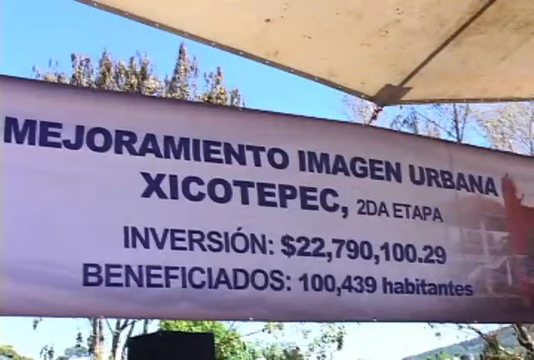 MEJORAMIENTO IMAGEN URBANA
XICOTEPEC, 2DA ETAPA
INVERSIÓN: $22,790,100.29
BENEFICIADOS: 100,439 habitantes